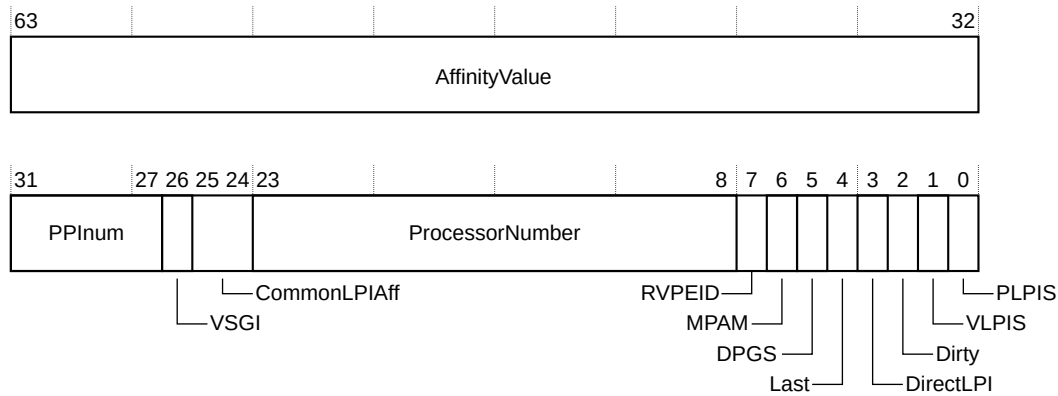 63 32
AffinityValue
31 27 26 25 24 23 8 7 6 5 4 3 2 1 0
PPInum ProcessorNumber
CommonLPIAff RVPEID PLPIS
VSGI MPAM VLPIS
DPGS Dirty
Last DirectLPI